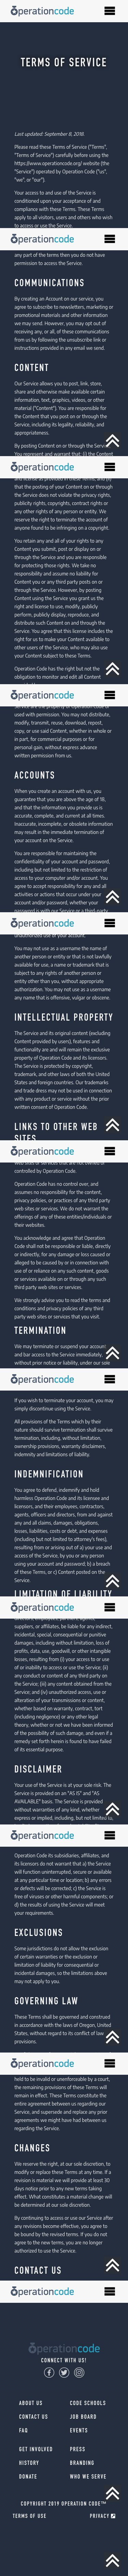 operationcode
TERMS OF SERVICE
Last updated: September 8, 2018.
Please read these Terms of Service ("Terms",
"Terms of Service") carefully before using the
https://www.operationcode.org website (the
"Service") operated by Operation Code ("us",
"we", or "our").
Your access to and use of the Service is
conditioned upon your acceptance of and
compliance with these Terms. These Terms
apply to all visitors, users and others who wish
to access or use the Service.
operationcode
any part of the terms then you do not have
permission to access the Service.
COMMUNICATIONS
By creating an Account on our service, you
agree to subscribe to newsletters, marketing or
promotional materials and other information
we may send. However, you may opt out of
receiving any, or all, of these communications
from us by following the unsubscribe link or
instructions provided in any email we send.
CONTENT
Our Service allows you to post, link, store,
share and otherwise make available certain
information, text, graphics, videos, or other
material ("Content"). You are responsible for
the Content that you post on or through the
Service, including its legality, reliability, and
appropriateness.
By posting Content on or through the Service,
You represent and warrant that: (i) the Content
operationcode
and license as provided in these Terms, and (ii)
that the posting of your Content on or through
the Service does not violate the privacy rights,
publicity rights, copyrights, contract rights or
any other rights of any person or entity. We
reserve the right to terminate the account of
anyone found to be infringing on a copyright.
You retain any and all of your rights to any
Content you submit, post or display on or
through the Service and you are responsible
for protecting those rights. We take no
responsibility and assume no liability for
Content you or any third-party posts on or
through the Service. However, by posting
Content using the Service you grant us the
right and license to use, modify, publicly
perform, publicly display, reproduce, and
distribute such Content on and through the
Service. You agree that this license includes the
right for us to make your Content available to
other users of the Service, who may also use
your Content subject to these Terms.
Operation Code has the right but not the
obligation to monitor and edit all Content
operationcode
Service are the property of Operation Code or
used with permission. You may not distribute,
modify, transmit, reuse, download, repost,
copy, or use said Content, whether in whole or
in part, for commercial purposes or for
personal gain, without express advance
written permission from us.
ACCOUNTS
When you create an account with us, you
guarantee that you are above the age of 18,
and that the information you provide us is
accurate, complete, and current at all times.
Inaccurate, incomplete, or obsolete information
may result in the immediate termination of
your account on the Service.
You are responsible for maintaining the
confidentiality of your account and password,
including but not limited to the restriction of
access to your computer and/or account. You
agree to accept responsibility for any and all
activities or actions that occur under your
account and/or password, whether your
password is with our Service or a third-party
operationcode
unauthorized use of your account.
You may not use as a username the name of
another person or entity or that is not lawfully
available for use, a name or trademark that is
subject to any rights of another person or
entity other than you, without appropriate
authorization. You may not use as a username
any name that is offensive, vulgar or obscene.
INTELLECTUAL PROPERTY
The Service and its original content (excluding
Content provided by users), features and
functionality are and will remain the exclusive
property of Operation Code and its licensors.
The Service is protected by copyright,
trademark, and other laws of both the United
States and foreign countries. Our trademarks
and trade dress may not be used in connection
with any product or service without the prior
written consent of Operation Code.
LINKS TO OTHER WEB
SITES
operationcode
web sites or services that are not owned or
controlled by Operation Code.
Operation Code has no control over, and
assumes no responsibility for the content,
privacy policies, or practices of any third party
web sites or services. We do not warrant the
offerings of any of these entities/individuals or
their websites.
You acknowledge and agree that Operation
Code shall not be responsible or liable, directly
or indirectly, for any damage or loss caused or
alleged to be caused by or in connection with
use of or reliance on any such content, goods
or services available on or through any such
third party web sites or services.
We strongly advise you to read the terms and
conditions and privacy policies of any third
party web sites or services that you visit.
TERMINATION
We may terminate or suspend your account
and bar access to the Service immediately,
without prior notice or liability, under our sole
operationcode
If you wish to terminate your account, you may
simply discontinue using the Service.
All provisions of the Terms which by their
nature should survive termination shall survive
termination, including, without limitation,
ownership provisions, warranty disclaimers,
indemnity and limitations of liability.
INDEMNIFICATION
You agree to defend, indemnify and hold
harmless Operation Code and its licensee and
licensors, and their employees, contractors,
agents, officers and directors, from and against
any and all claims, damages, obligations,
losses, liabilities, costs or debt, and expenses
(including but not limited to attorney's fees),
resulting from or arising out of a) your use and
access of the Service, by you or any person
using your account and password; b) a breach
of these Terms, or c) Content posted on the
Service.
LIMITATION OF LIABILITY
operationcode
directors, employees, partners, agents,
suppliers, or affiliates, be liable for any indirect,
incidental, special, consequential or punitive
damages, including without limitation, loss of
profits, data, use, goodwill, or other intangible
losses, resulting from (i) your access to or use
of or inability to access or use the Service; (ii)
any conduct or content of any third party on
the Service; (iii) any content obtained from the
Service; and (iv) unauthorized access, use or
alteration of your transmissions or content,
whether based on warranty, contract, tort
(including negligence) or any other legal
theory, whether or not we have been informed
of the possibility of such damage, and even if a
remedy set forth herein is found to have failed
of its essential purpose.
DISCLAIMER
Your use of the Service is at your sole risk. The
Service is provided on an "AS IS" and "AS
AVAILABLE" basis. The Service is provided
without warranties of any kind, whether
express or implied, including, but not limited to,
operationcode
Operation Code its subsidiaries, affiliates, and
its licensors do not warrant that a) the Service
will function uninterrupted, secure or available
at any particular time or location; b) any errors
or defects will be corrected; c) the Service is
free of viruses or other harmful components; or
d) the results of using the Service will meet
your requirements.
EXCLUSIONS
Some jurisdictions do not allow the exclusion
of certain warranties or the exclusion or
limitation of liability for consequential or
incidental damages, so the limitations above
may not apply to you.
GOVERNING LAW
These Terms shall be governed and construed
in accordance with the laws of Oregon, United
States, without regard to its conflict of law
provisions.
operationcode
held to be invalid or unenforceable by a court,
the remaining provisions of these Terms will
remain in effect. These Terms constitute the
entire agreement between us regarding our
Service, and supersede and replace any prior
agreements we might have had between us
regarding the Service.
CHANGES
We reserve the right, at our sole discretion, to
modify or replace these Terms at any time. If a
revision is material we will provide at least 30
days notice prior to any new terms taking
effect. What constitutes a material change will
be determined at our sole discretion.
By continuing to access or use our Service after
any revisions become effective, you agree to
be bound by the revised terms. If you do not
agree to the new terms, you are no longer
authorized to use the Service.
CONTACT US
operationcode
operationcode
CONNECT WITH US!
ABOUT US
CODE SCHOOLS
CONTACT US
JOB BOARD
FAQ
EVENTS
GET INVOLVED
PRESS
HISTORY
BRANDING
DONATE
WHO WE SERVE
COPYRIGHT 2019 OPERATION CODE™
TERMS OF USE
PRIVACY